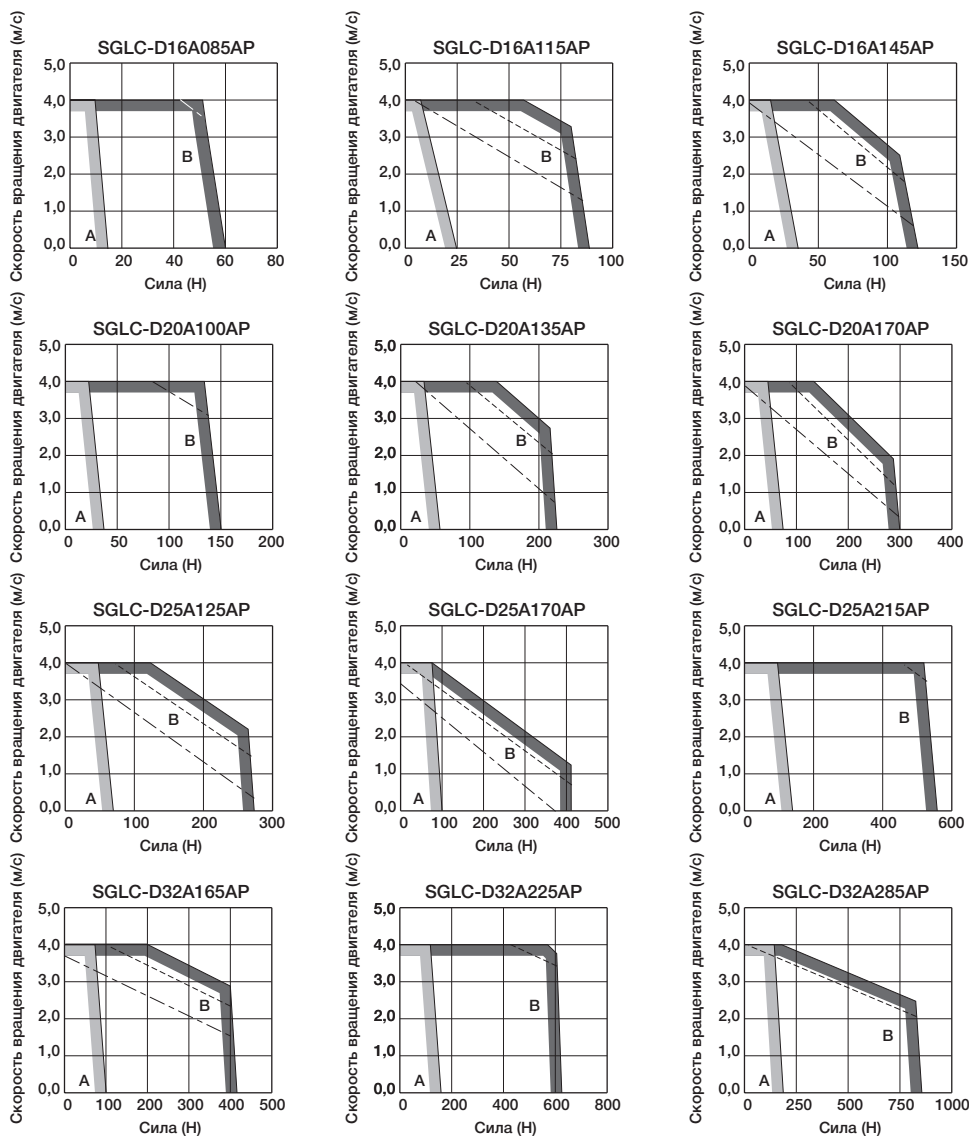 SGLC-D16A085AP
Скорость вращения двигателя (м/с)
5,0
4,0
3,0
2,0
1,0
0,0
A
B
0 20 40 60 80
Сила (Н)
SGLC-D16A115AP
Скорость вращения двигателя (м/с)
5,0
4,0
3,0
2,0
1,0
0,0
A
B
0 25 50 75 100
Сила (Н)
SGLC-D16A145AP
Скорость вращения двигателя (м/с)
5,0
4,0
3,0
2,0
1,0
0,0
A
B
0 50 100 150
Сила (Н)
SGLC-D20A100AP
Скорость вращения двигателя (м/с)
5,0
4,0
3,0
2,0
1,0
0,0
A
B
0 50 100 150 200
Сила (Н)
SGLC-D20A135AP
Скорость вращения двигателя (м/с)
5,0
4,0
3,0
2,0
1,0
0,0
A
B
0 100 200 300
Сила (Н)
SGLC-D20A170AP
Скорость вращения двигателя (м/с)
5,0
4,0
3,0
2,0
1,0
0,0
A
B
0 100 200 300 400
Сила (Н)
SGLC-D25A125AP
Скорость вращения двигателя (м/с)
5,0
4,0
3,0
2,0
1,0
0,0
A
B
0 100 200 300
Сила (Н)
SGLC-D25A170AP
Скорость вращения двигателя (м/с)
5,0
4,0
3,0
2,0
1,0
0,0
A
B
0 100 200 300 400 500
Сила (Н)
SGLC-D25A215AP
Скорость вращения двигателя (м/с)
5,0
4,0
3,0
2,0
1,0
0,0
A
B
0 200 400 600
Сила (Н)
SGLC-D32A165AP
Скорость вращения двигателя (м/с)
5,0
4,0
3,0
2,0
1,0
0,0
A
B
0 100 200 300 400 500
Сила (Н)
SGLC-D32A225AP
Скорость вращения двигателя (м/с)
5,0
4,0
3,0
2,0
1,0
0,0
A
B
0 200 400 600 800
Сила (Н)
SGLC-D32A285AP
Скорость вращения двигателя (м/с)
5,0
4,0
3,0
2,0
1,0
0,0
A
B
0 250 500 750 1000
Сила (Н)